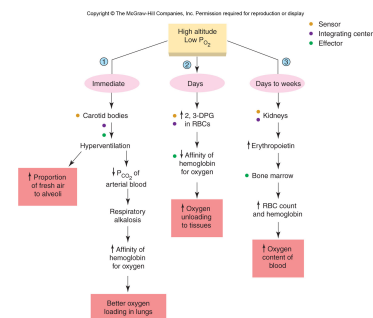 Copyright © The McGraw-Hill Companies, Inc. Permission required for reproduction or display
Sensor
Integrating center
Effector
High altitude
Low PO2
1
2
3
Immediate
Days
Days to weeks
Carotid bodies
Hyperventilation
↑ Proportion
of fresh air
to alveoli
↓ PCO2 of
arterial blood
Respiratory
alkalosis
↑ Affinity of
hemoglobin
for oxygen
Better oxygen
loading in lungs
↑ 2, 3-DPG
in RBCs
↓ Affinity of
hemoglobin
for oxygen
↑ Oxygen
unloading
to tissues
Kidneys
↑ Erythropoietin
Bone marrow
↑ RBC count
and hemoglobin
↑ Oxygen
content of
blood